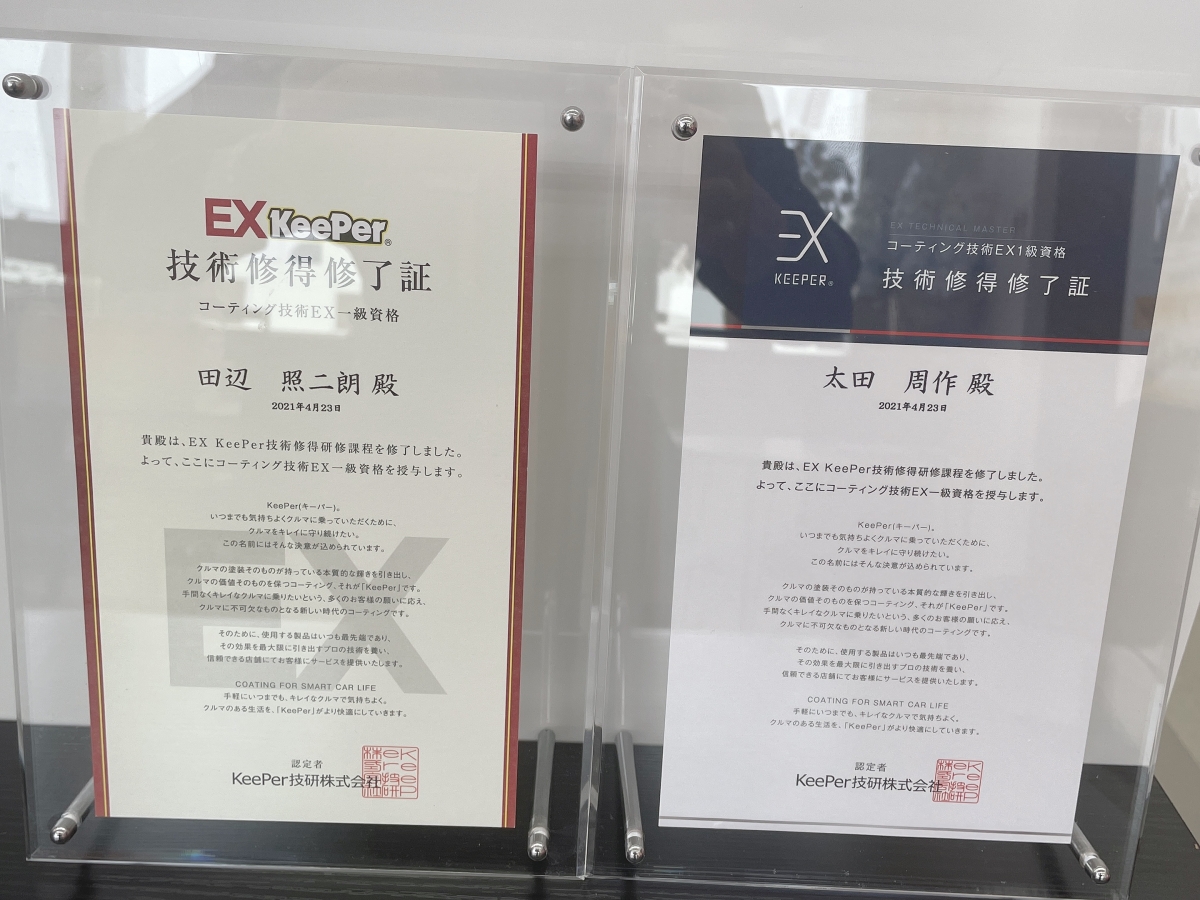 EX KeePer®
技術修得修了証
コーティング技術EX一級資格
田辺 照二朗 殿
2021年4月23日
貴殿は、EX KeePer技術修得研修課程を修了しました。
よって、ここにコーティング技術EX一級資格を授与します。
KeePer(キーパー)。
いつまでも気持ちよくクルマに乗っていただくために、
クルマをキレイに守り続けたい。
この名前にはそんな決意が込められています。
クルマの塗装そのものが持っている本質的な輝きを引き出し、
クルマの価値そのものを保つコーティング、それが「KeePer」です。
手間なくキレイなクルマに乗りたいという、多くのお客様の願いに応え、
クルマに不可欠なものとなる新しい時代のコーティングです。
そのために、使用する製品はいつも最先端であり、
その効果を最大限に引き出すプロの技術を養い、
信頼できる店舗にてお客様にサービスを提供いたします。
COATING FOR SMART CAR LIFE
手軽にいつまでも、キレイなクルマで気持ちよく。
クルマのある生活を、「KeePer」がより快適にしていきます。
EX
認定者
KeePer技研株式会社
KeePer技研株式会社
EX
KEEPER®
EX TECHNICAL MASTER
コーティング技術EX1級資格
技術修得修了証
太田 周作 殿
2021年4月23日
貴殿は、EX KeePer技術修得研修課程を修了しました。
よって、ここにコーティング技術EX一級資格を授与します。
KeePer(キーパー)。
いつまでも気持ちよくクルマに乗っていただくために、
クルマをキレイに守り続けたい。
この名前にはそんな決意が込められています。
クルマの塗装そのものが持っている本質的な輝きを引き出し、
クルマの価値そのものを保つコーティング、それが「KeePer」です。
手間なくキレイなクルマに乗りたいという、多くのお客様の願いに応え、
クルマに不可欠なものとなる新しい時代のコーティングです。
そのために、使用する製品はいつも最先端であり、
その効果を最大限に引き出すプロの技術を養い、
信頼できる店舗にてお客様にサービスを提供いたします。
COATING FOR SMART CAR LIFE
手軽にいつまでも、キレイなクルマで気持ちよく。
クルマのある生活を、「KeePer」がより快適にしていきます。
認定者
KeePer技研株式会社
KeePer技研株式会社